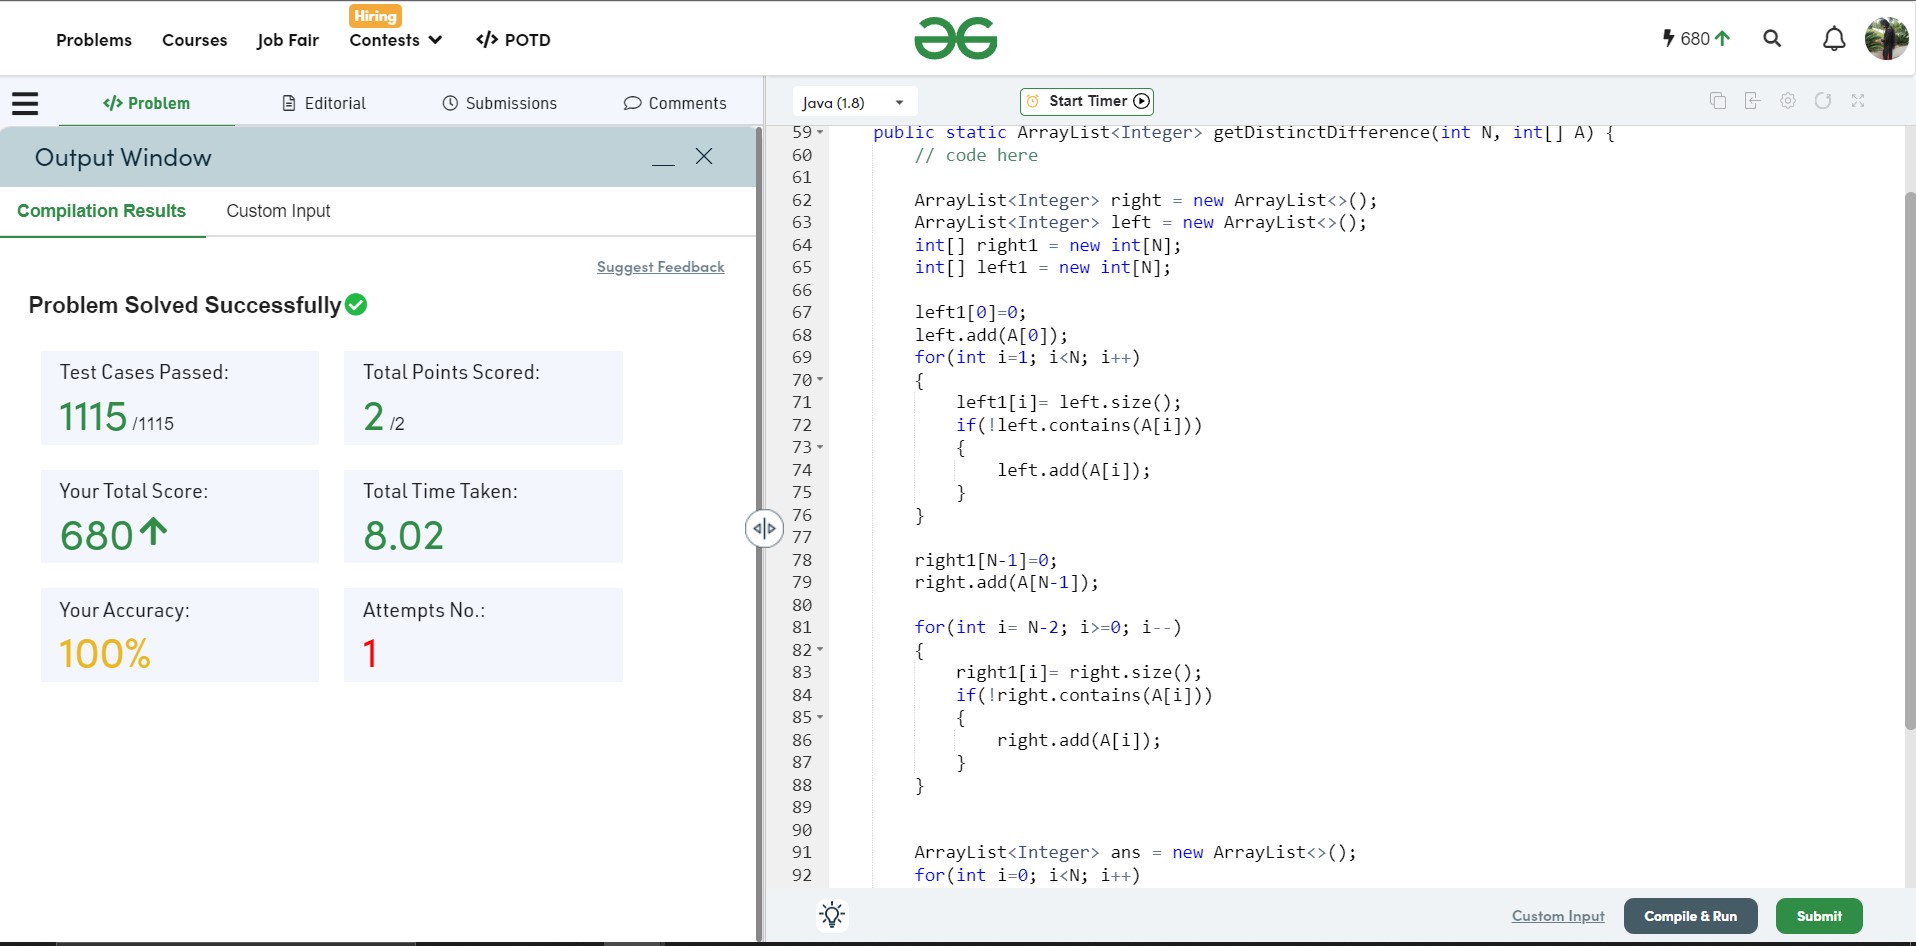 Hiring
Problems Courses Job Fair Contests </> POTD 680
</> Problem Editorial Submissions Comments
Java (1.8) Start Timer
Output Window
Compilation Results Custom Input
Suggest Feedback
Problem Solved Successfully
Test Cases Passed: Total Points Scored:
1115 /1115 2 /2
Your Total Score: Total Time Taken:
680 8.02
Your Accuracy: Attempts No.:
100% 1
59 public static ArrayList<Integer> getDistinctDifference(int N, int[] A) {
60 // code here
61
62 ArrayList<Integer> right = new ArrayList<>();
63 ArrayList<Integer> left = new ArrayList<>();
64 int[] right1 = new int[N];
65 int[] left1 = new int[N];
66
67 left1[0]=0;
68 left.add(A[0]);
69 for(int i=1; i<N; i++)
70 {
71 left1[i]= left.size();
72 if(!left.contains(A[i]))
73 {
74 left.add(A[i]);
75 }
76 }
77
78 right1[N-1]=0;
79 right.add(A[N-1]);
80
81 for(int i= N-2; i>=0; i--)
82 {
83 right1[i]= right.size();
84 if(!right.contains(A[i]))
85 {
86 right.add(A[i]);
87 }
88 }
89
90
91 ArrayList<Integer> ans = new ArrayList<>();
92 for(int i=0; i<N; i++)
Custom Input Compile & Run Submit